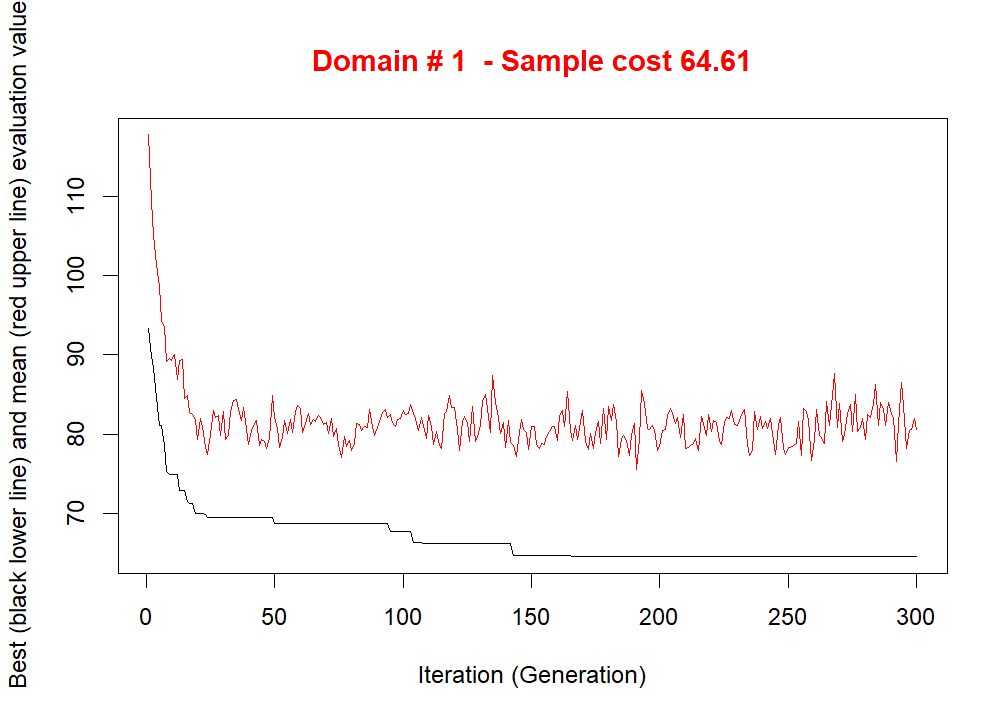 Domain # 1  - Sample cost 64.61
Best (black lower line) and mean (red upper line) evaluation value
110
100
90
80
70
0 50 100 150 200 250 300
Iteration (Generation)